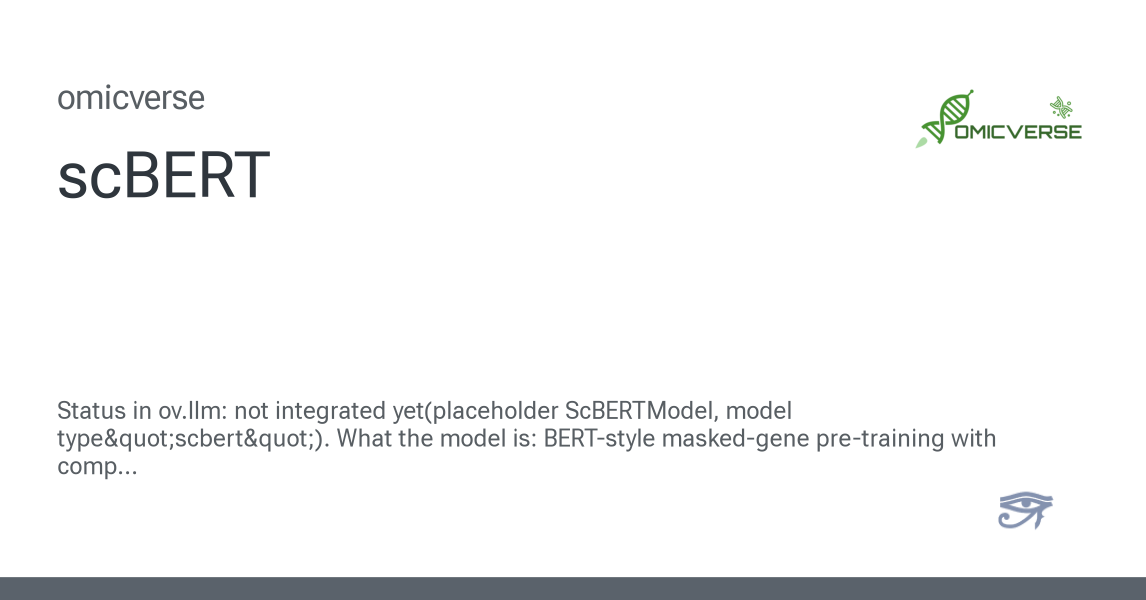 omicverse
OMICVERSE
scBERT
Status in ov.llm: not integrated yet(placeholder ScBERTModel, model
type&quot;scbert&quot;). What the model is: BERT-style masked-gene pre-training with
comp...